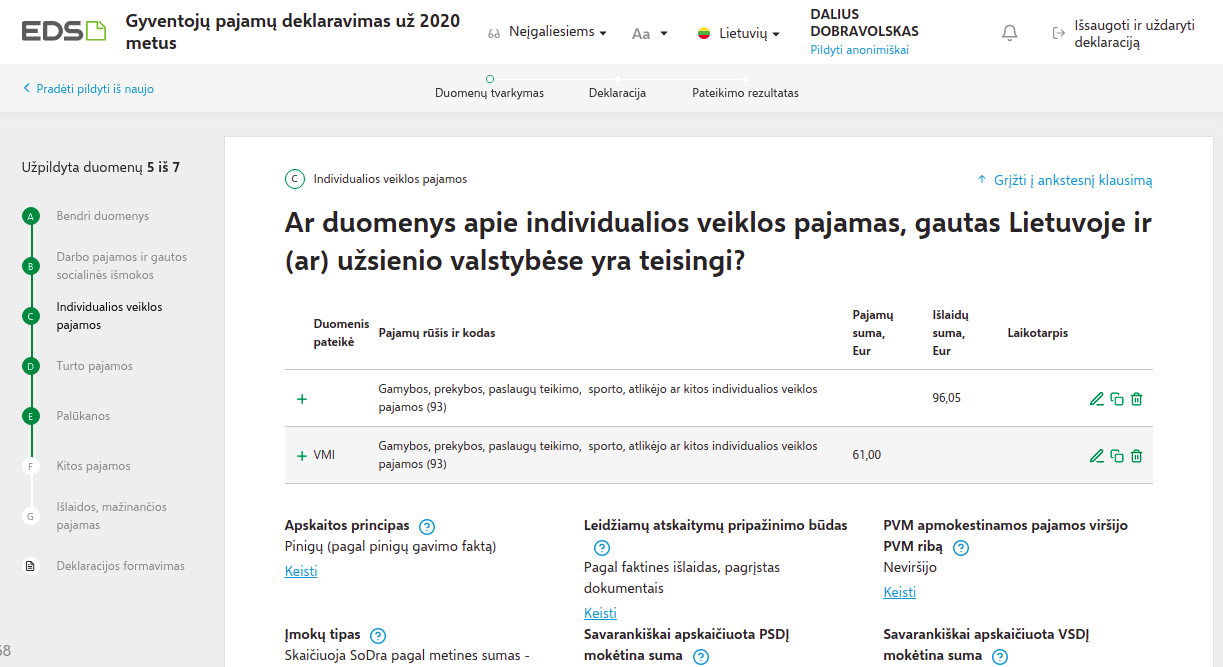 EDS
Gyventojų pajamų deklaravimas už 2020
metus
Neįgaliesiems
Aa
Lietuvių
DALIUS
DOBRAVOLSKAS
Pildyti anonimiškai
Išsaugoti ir uždaryti
deklaraciją
Pradėti pildyti iš naujo
Duomenų tvarkymas
Deklaracija
Pateikimo rezultatas
Užpildyta duomenų 5 iš 7
A Bendri duomenys
B Darbo pajamos ir gautos
socialinės išmokos
C Individualios veiklos
pajamos
D Turto pajamos
E Palūkanos
F Kitos pajamos
G Išlaidos, mažinančios
pajamas
Deklaracijos formavimas
68
C Individualios veiklos pajamos
Grįžti į ankstesnį klausimą
Ar duomenys apie individualios veiklos pajamas, gautas Lietuvoje ir
(ar) užsienio valstybėse yra teisingi?
Duomenis
pateikė
Pajamų rūšis ir kodas
Pajamų
suma,
Eur
Išlaidų
suma,
Eur
Laikotarpis
+ Gamybos, prekybos, paslaugų teikimo, sporto, atlikėjo ar kitos individualios veiklos
pajamos (93)
96,05
+ VMI
Gamybos, prekybos, paslaugų teikimo, sporto, atlikėjo ar kitos individualios veiklos
pajamos (93)
61,00
Apskaitos principas ?
Pinigų (pagal pinigų gavimo faktą)
Keisti
Leidžiamų atskaitymų pripažinimo būdas
?
Pagal faktines išlaidas, pagrįstas
dokumentais
Keisti
PVM apmokestinamos pajamos viršijo
PVM ribą ?
Neviršijo
Keisti
Įmokų tipas ?
Skaičiuoja SoDra pagal metines sumas -
Savarankiškai apskaičiuota PSDĮ
mokėtina suma ?
Savarankiškai apskaičiuota VSDĮ
mokėtina suma ?